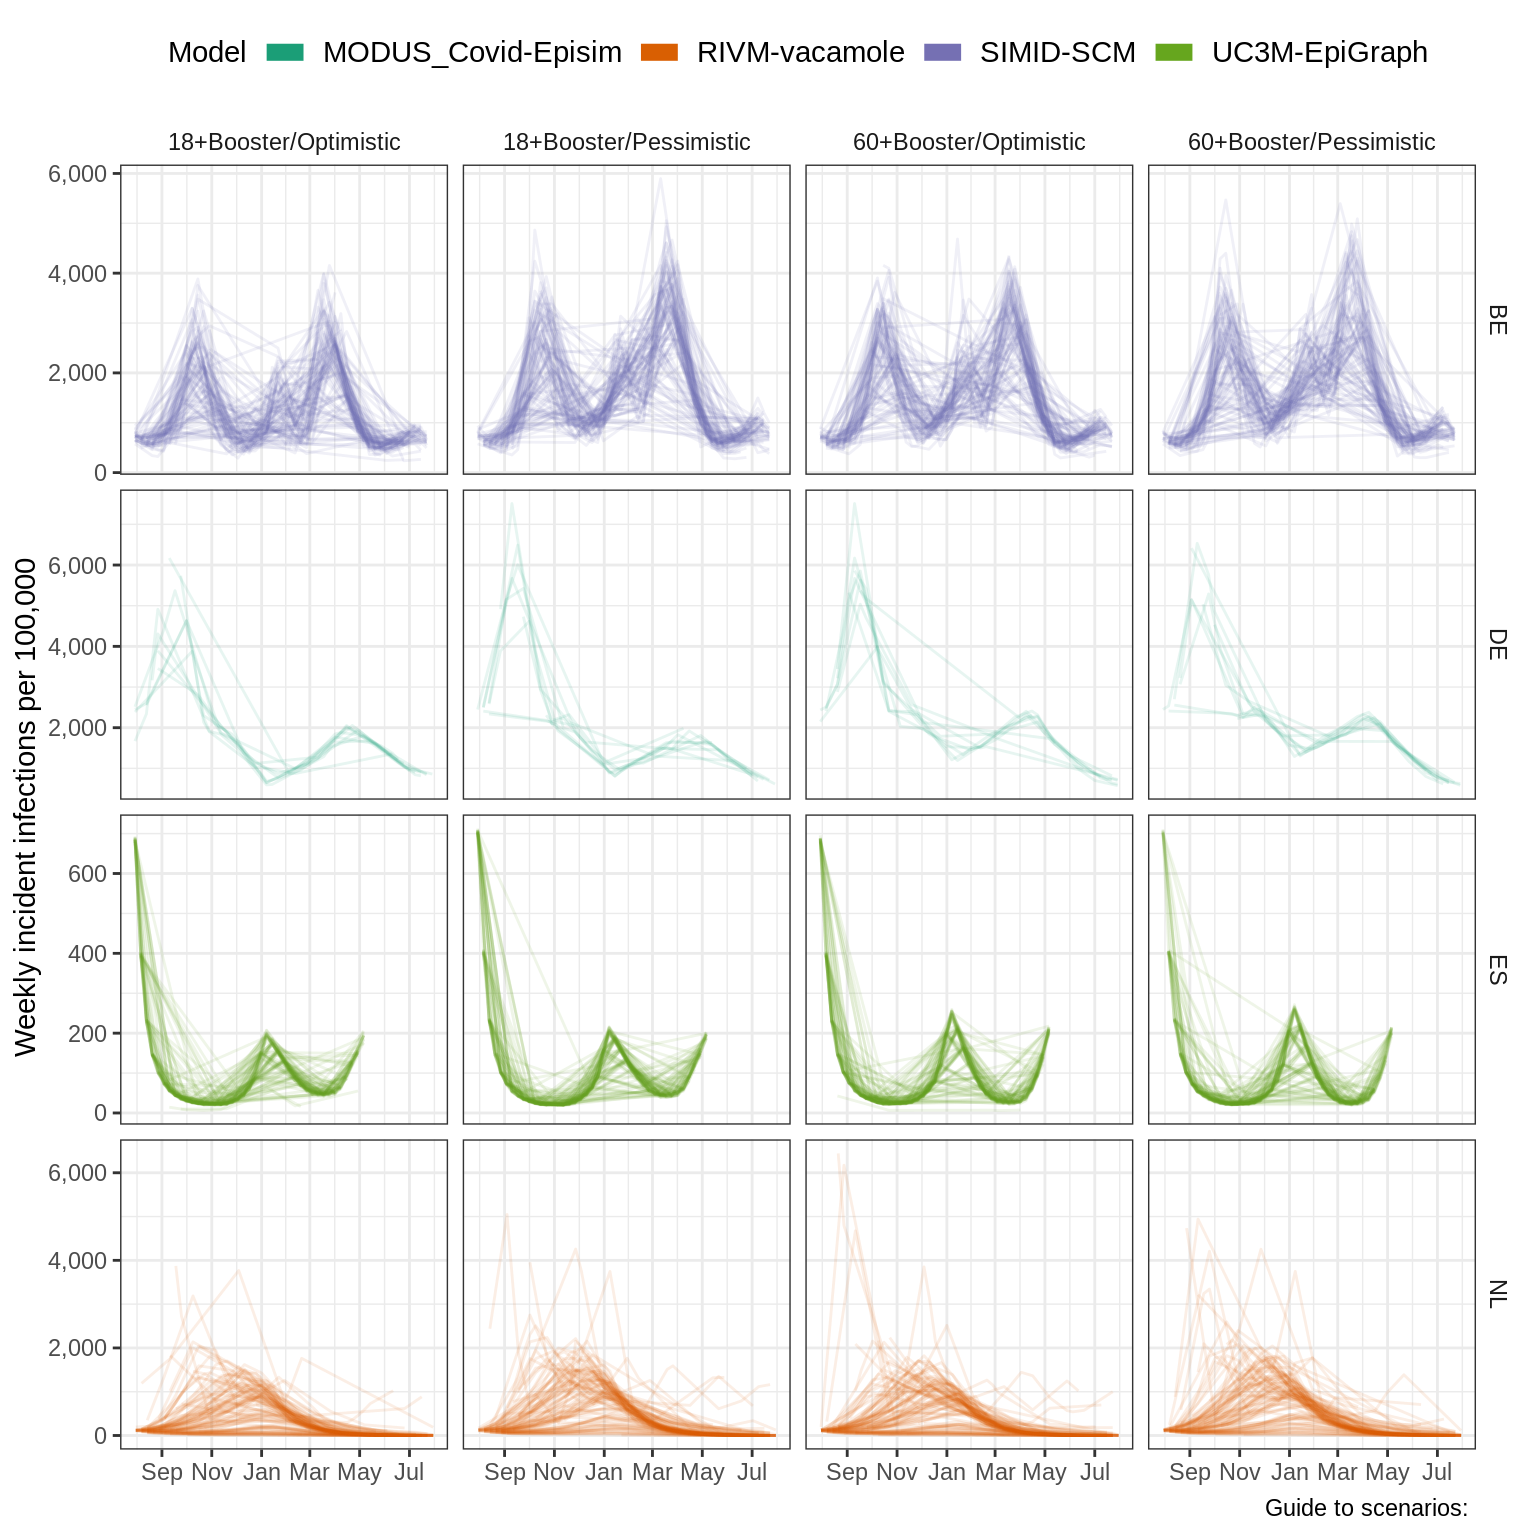 Model MODUS_Covid-Episim RIVM-vacamole SIMID-SCM UC3M-EpiGraph
18+Booster/Optimistic 18+Booster/Pessimistic 60+Booster/Optimistic 60+Booster/Pessimistic
6,000
4,000
2,000
0
BE
6,000
4,000
2,000
DE
Weekly incident infections per 100,000
600
400
200
0
ES
6,000
4,000
2,000
0
NL
Sep Nov Jan Mar May Jul Sep Nov Jan Mar May Jul Sep Nov Jan Mar May Jul Sep Nov Jan Mar May Jul
Guide to scenarios: